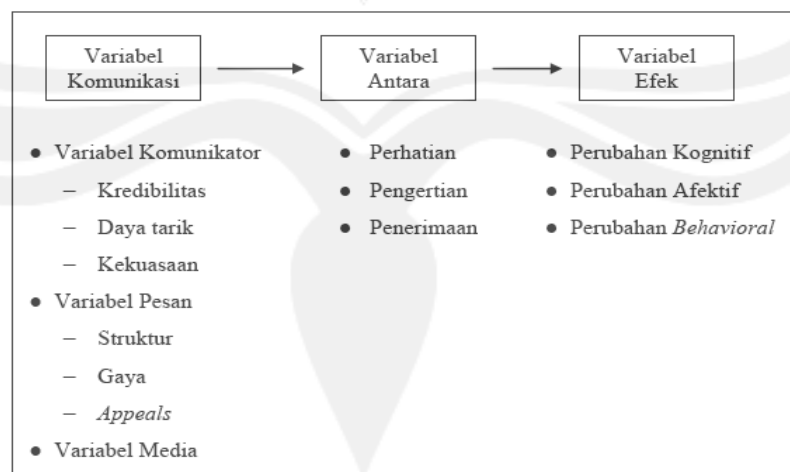 Variabel
Komunikasi
Variabel
Antara
Variabel
Efek
● Variabel Komunikator
– Kredibilitas
– Daya tarik
– Kekuasaan
● Variabel Pesan
– Struktur
– Gaya
– Appeals
● Variabel Media
● Perhatian
● Pengertian
● Penerimaan
● Perubahan Kognitif
● Perubahan Afektif
● Perubahan Behavioral